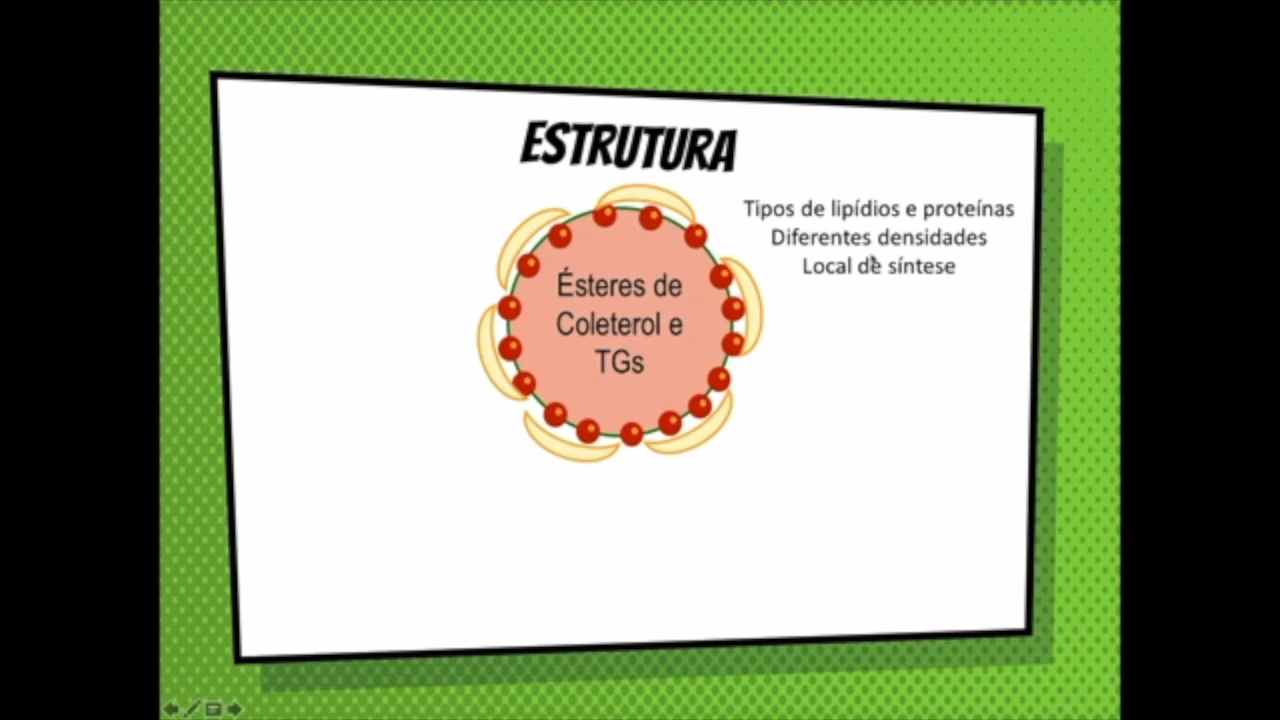 ESTRUTURA
Tipos de lipídios e proteínas
Diferentes densidades
Local de síntese
Ésteres de
Coleterol e
TGs